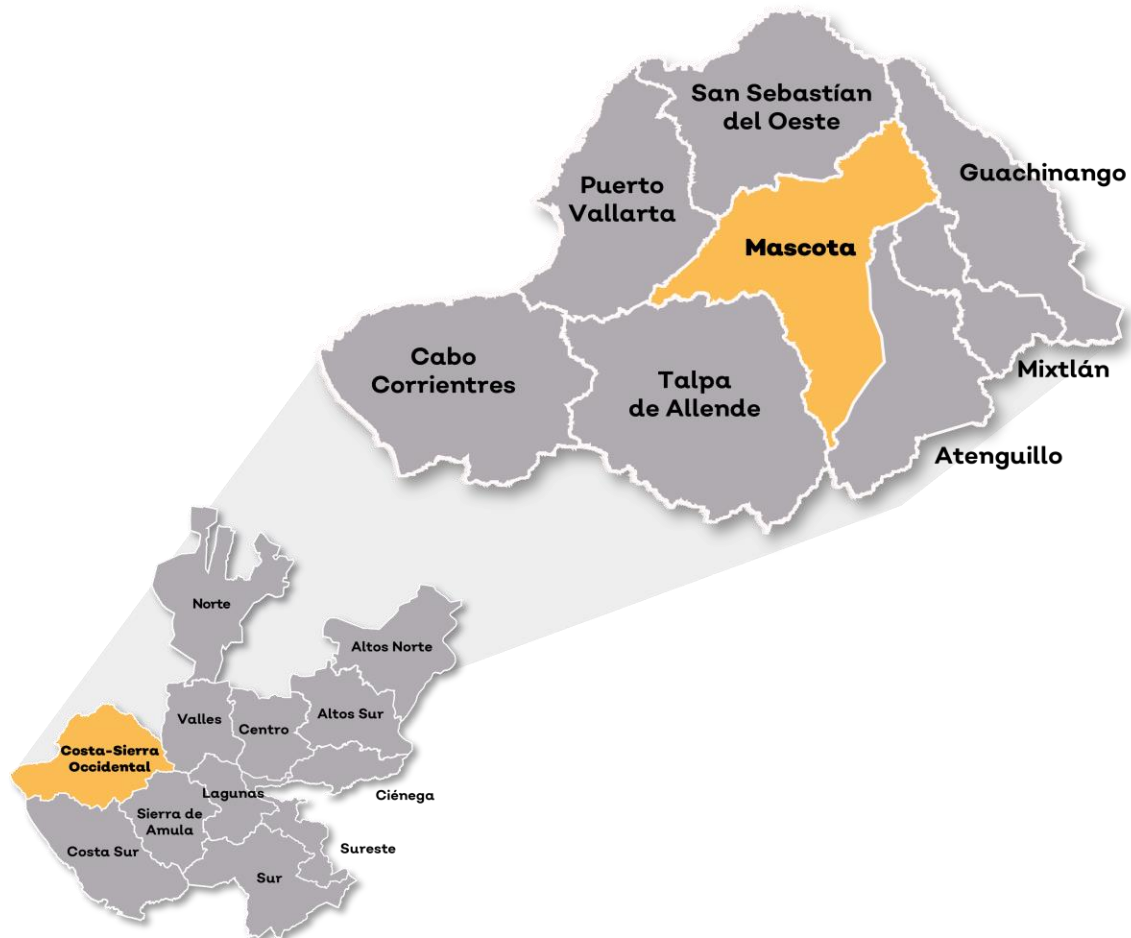 San Sebastían
del Oeste
Guachinango
Puerto
Vallarta
Mascota
Cabo
Corrientres
Talpa
de Allende
Mixtlán
Atenguillo
Norte
Altos Norte
Valles
Centro
Altos Sur
Costa-Sierra
Occidental
Lagunas
Ciénega
Sierra de
Amula
Costa Sur
Sureste
Sur